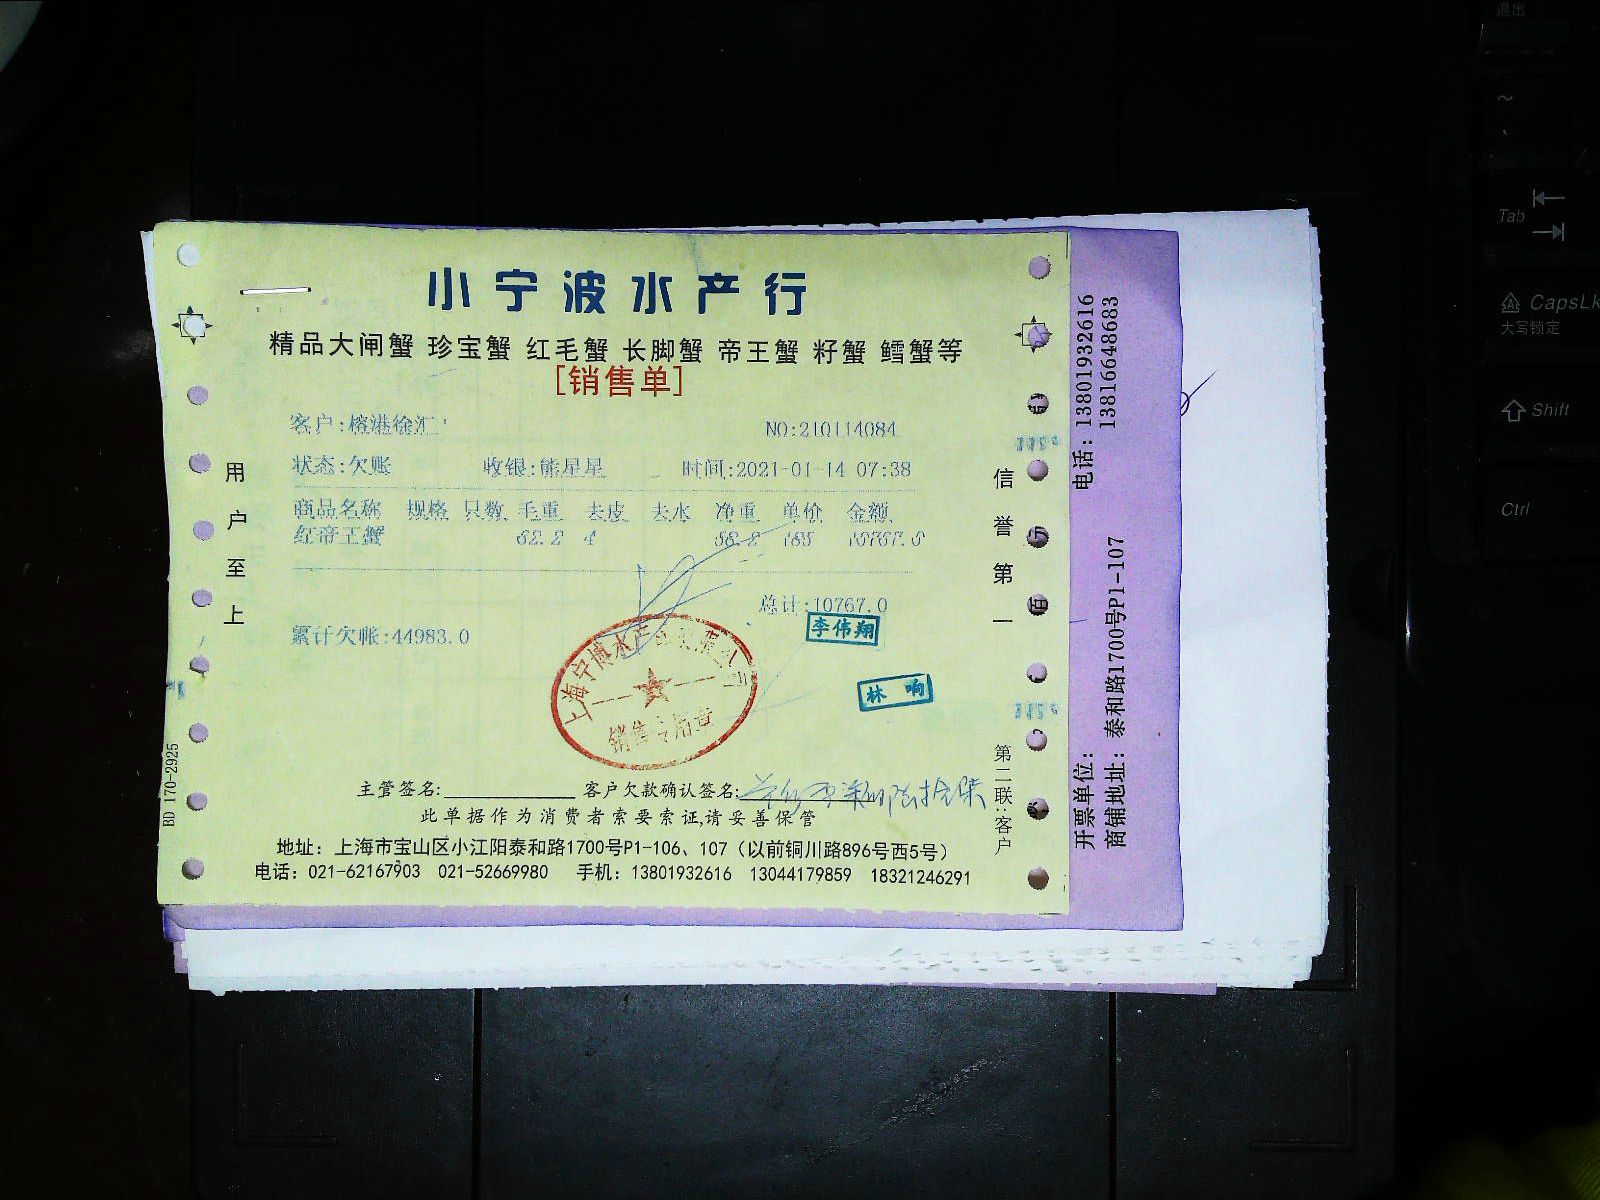 小宁波水产行
精品大闸蟹 珍宝蟹 红毛蟹 长脚蟹 帝王蟹 籽蟹 鳕蟹等
[销售单]
客户:榕港徐汇
NO:210114084
状态:欠账 收银:熊星星 时间:2021-01-14 07:38
商品名称 规格 只数 毛重 去皮 去水 净重 单价 金额
红帝王蟹 62.2 4 58.2 185 10767.0
总计:10767.0
累计欠帐:44983.0
李伟翔
林响
销售专用章
主管签名: 客户欠款确认签名:
此单据作为消费者索要索证,请妥善保管
地址：上海市宝山区小江阳泰和路1700号P1-106、107（以前铜川路896号西5号）
电话：021-62167903 021-52669980 手机：13801932616 13044179859 18321246291
用户至上
信誉第一
第二联:客户
BD 170-2925
电话：13801932616
13816648683
开票单位：
商铺地址：泰和路1700号P1-107
退出
~
Tab
CapsLk
大写锁定
Shift
Ctrl